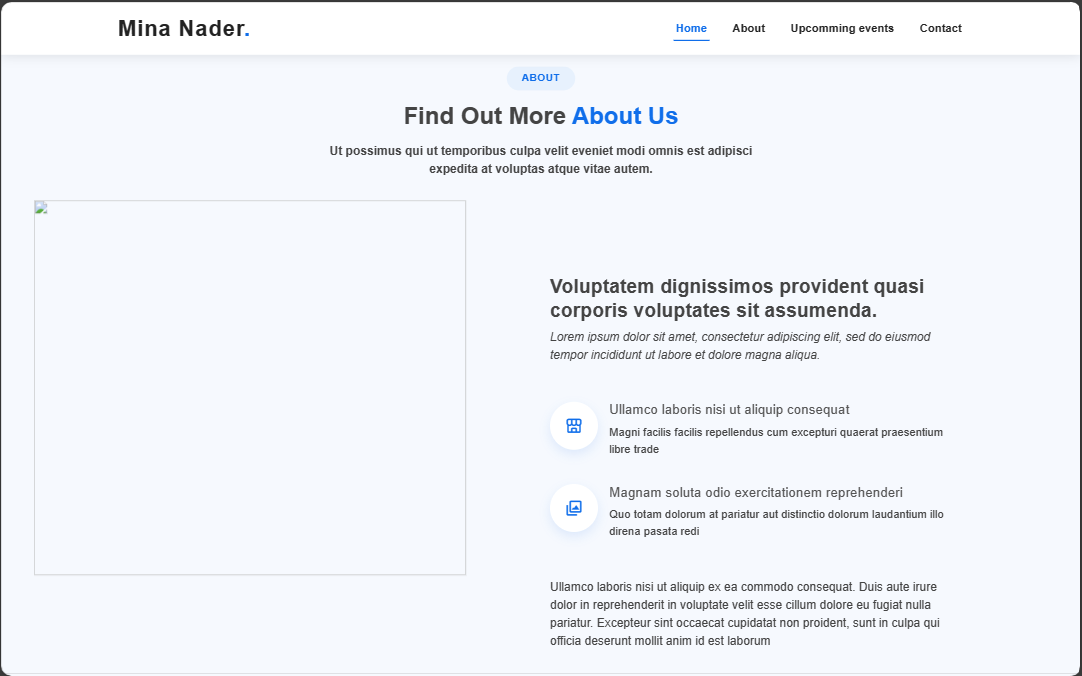 Mina Nader.
Home About Upcomming events Contact
ABOUT
Find Out More About Us
Ut possimus qui ut temporibus culpa velit eveniet modi omnis est adipisci
expedita at voluptas atque vitae autem.
Voluptatem dignissimos provident quasi
corporis voluptates sit assumenda.
Lorem ipsum dolor sit amet, consectetur adipiscing elit, sed do eiusmod
tempor incididunt ut labore et dolore magna aliqua.
Ullamco laboris nisi ut aliquip consequat
Magni facilis facilis repellendus cum excepturi quaerat praesentium
libre trade
Magnam soluta odio exercitationem reprehenderi
Quo totam dolorum at pariatur aut distinctio dolorum laudantium illo
direna pasata redi
Ullamco laboris nisi ut aliquip ex ea commodo consequat. Duis aute irure
dolor in reprehenderit in voluptate velit esse cillum dolore eu fugiat nulla
pariatur. Excepteur sint occaecat cupidatat non proident, sunt in culpa qui
officia deserunt mollit anim id est laborum